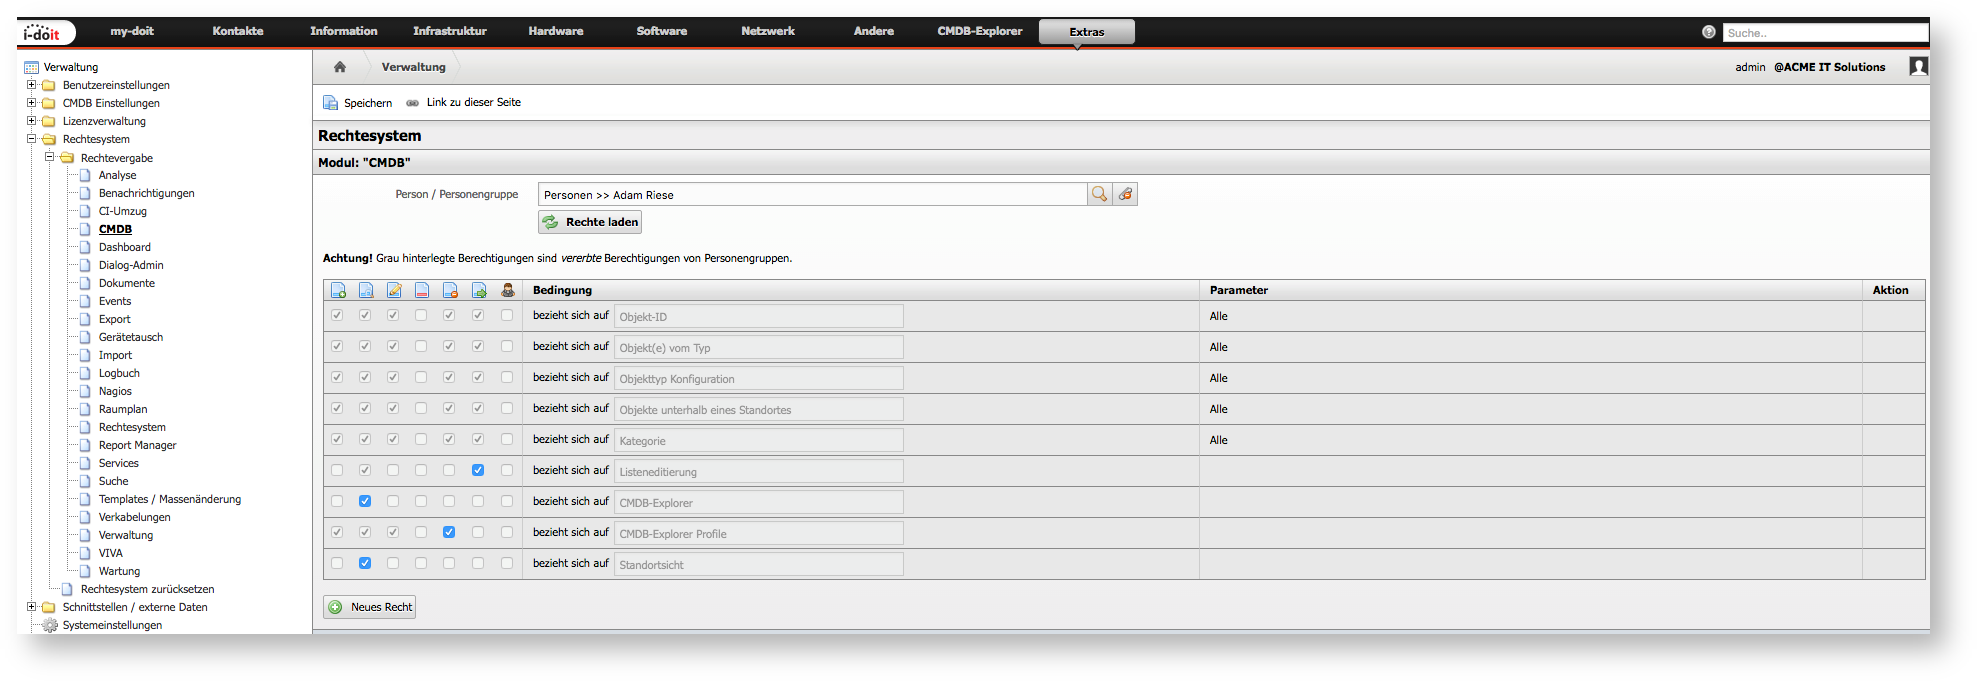 i-doit my-doit Kontakte Information Infrastruktur Hardware Software Netzwerk Andere CMDB-Explorer Extras Suche..
Verwaltung
admin @ACME IT Solutions
Speichern Link zu dieser Seite
Rechtesystem
Modul: "CMDB"
Person / Personengruppe Personen >> Adam Riese
Rechte laden
Achtung! Grau hinterlegte Berechtigungen sind vererbte Berechtigungen von Personengruppen.
Bedingung Parameter Aktion
bezieht sich auf Objekt-ID Alle
bezieht sich auf Objekt(e) vom Typ Alle
bezieht sich auf Objekttyp Konfiguration Alle
bezieht sich auf Objekte unterhalb eines Standortes Alle
bezieht sich auf Kategorie Alle
bezieht sich auf Listeneditierung
bezieht sich auf CMDB-Explorer
bezieht sich auf CMDB-Explorer Profile
bezieht sich auf Standortsicht
Neues Recht
Verwaltung
Benutzereinstellungen
CMDB Einstellungen
Lizenzverwaltung
Rechtesystem
Rechtevergabe
Analyse
Benachrichtigungen
CI-Umzug
CMDB
Dashboard
Dialog-Admin
Dokumente
Events
Export
Gerätetausch
Import
Logbuch
Nagios
Raumplan
Rechtesystem
Report Manager
Services
Suche
Templates / Massenänderung
Verkabelungen
Verwaltung
VIVA
Wartung
Rechtesystem zurücksetzen
Schnittstellen / externe Daten
Systemeinstellungen